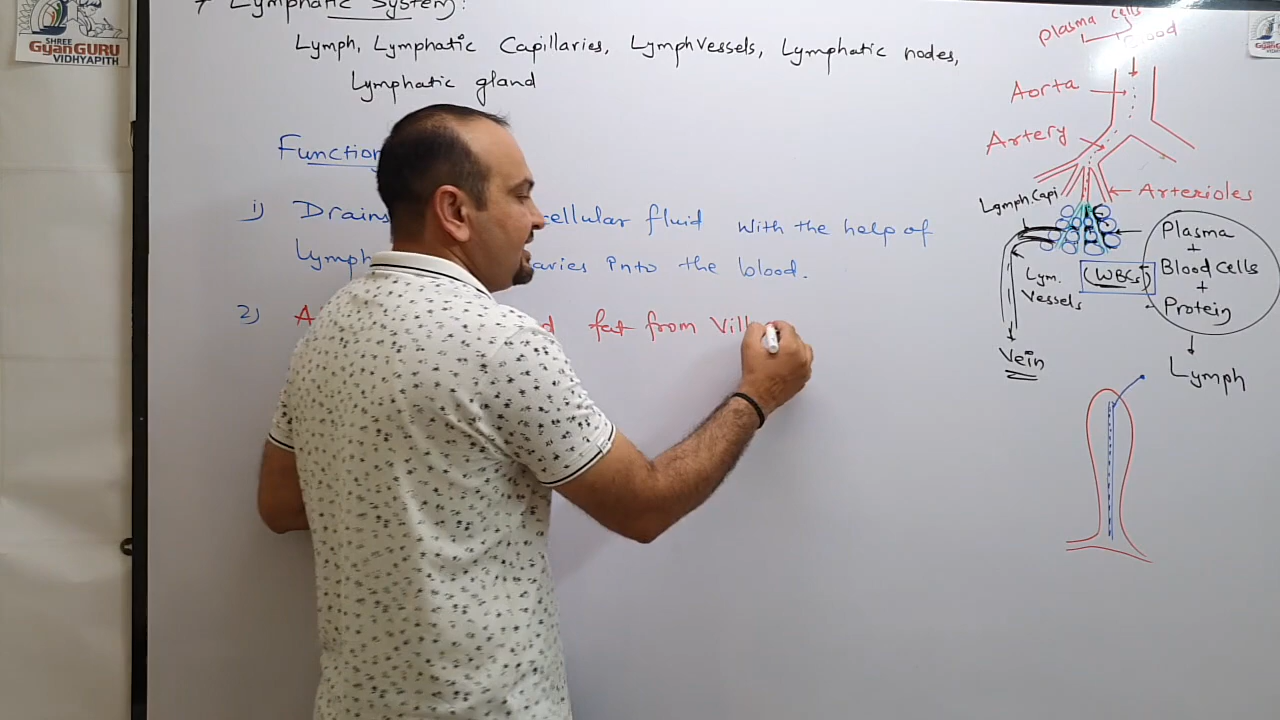 Lymphatic System:
Lymph, Lymphatic Capillaries, Lymph Vessels, Lymphatic nodes,
Lymphatic gland
Function
1) Drains cellular fluid with the help of
Lymph aries into the blood.
2) A d fat from Vill
SHREE
GyanGURU
VIDHYAPITH
plasma cells
Blood
Aorta
Artery
Arterioles
Lymph Capi
Plasma
+
Blood Cells
+
Protein
(WBCs)
Lym.
Vessels
Vein
Lymph